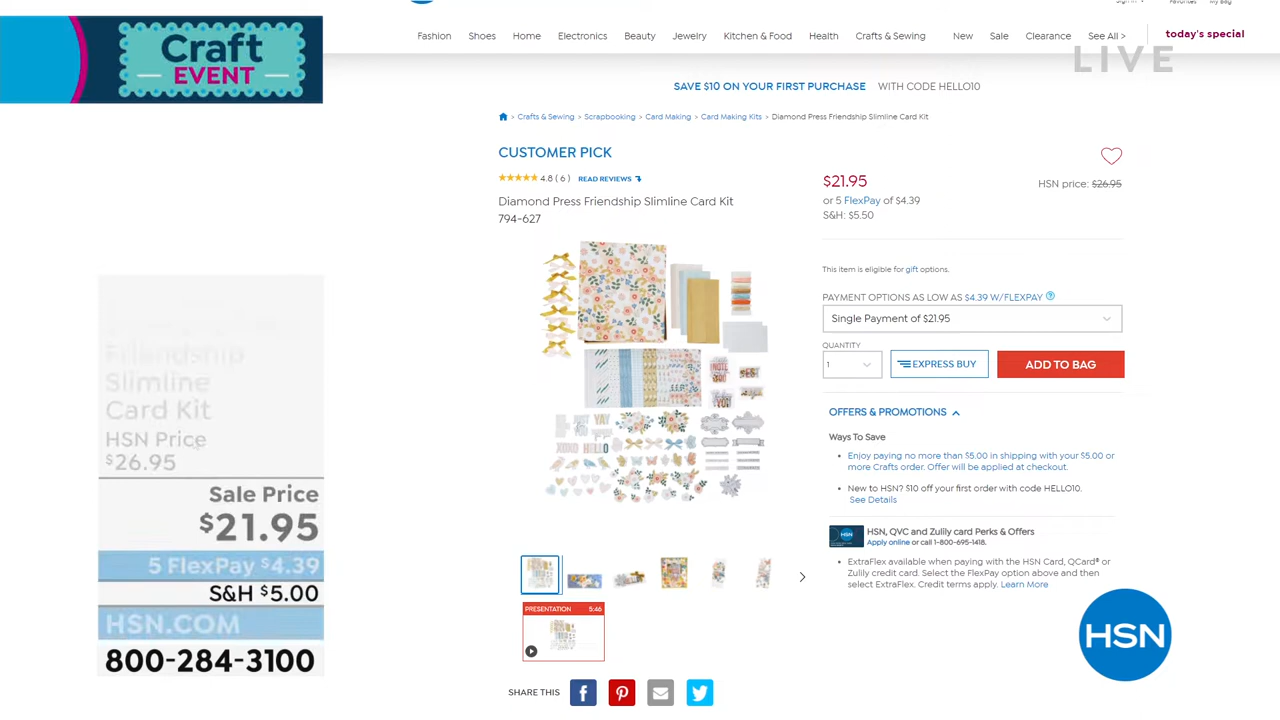 Craft
EVENT
Friendship
Slimline
Card Kit
HSN Price
$26.95
Sale Price
$21.95
5 FlexPay $4.39
S&H $5.00
HSN.COM
800-284-3100
Fashion Shoes Home Electronics Beauty Jewelry Kitchen & Food Health Crafts & Sewing New Sale Clearance See All > today's special
LIVE
SAVE $10 ON YOUR FIRST PURCHASE WITH CODE HELLO10
> Crafts & Sewing > Scrapbooking > Card Making > Card Making Kits > Diamond Press Friendship Slimline Card Kit
CUSTOMER PICK
4.8 ( 6 ) READ REVIEWS
Diamond Press Friendship Slimline Card Kit
794-627
$21.95
HSN price: $26.95
or 5 FlexPay of $4.39
S&H: $5.50
This item is eligible for gift options.
PAYMENT OPTIONS AS LOW AS $4.39 W/FLEXPAY ?
Single Payment of $21.95
QUANTITY
1
EXPRESS BUY
ADD TO BAG
OFFERS & PROMOTIONS
Ways To Save
• Enjoy paying no more than $5.00 in shipping with your $5.00 or
more Crafts order. Offer will be applied at checkout.
• New to HSN? $10 off your first order with code HELLO10.
See Details
HSN
HSN, QVC and Zulily card Perks & Offers
Apply online or call 1-800-695-1418.
• ExtraFlex available when paying with the HSN Card, QCard® or
Zulily credit card. Select the FlexPay option above and then
select ExtraFlex. Credit terms apply. Learn More
XOXO HELLO
YAY
PRESENTATION 5:46
SHARE THIS
HSN